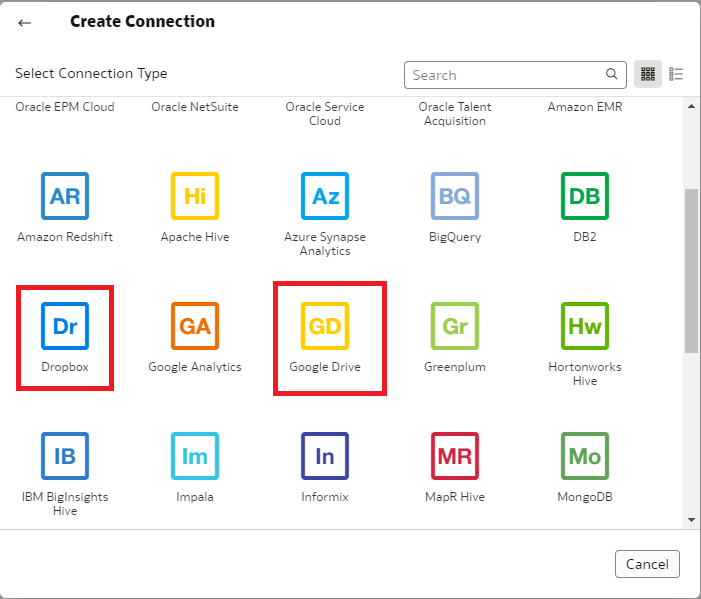 ← Create Connection
Select Connection Type
Search
Oracle EPM Cloud Oracle NetSuite Oracle Service Oracle Talent Amazon EMR
Cloud Acquisition
AR Hi Az BQ DB
Amazon Redshift Apache Hive Azure Synapse BigQuery DB2
Analytics
Dr GA GD Gr Hw
Dropbox Google Analytics Google Drive Greenplum Hortonworks
Hive
IB Im In MR Mo
IBM BigInsights Impala Informix MapR Hive MongoDB
Hive
Cancel